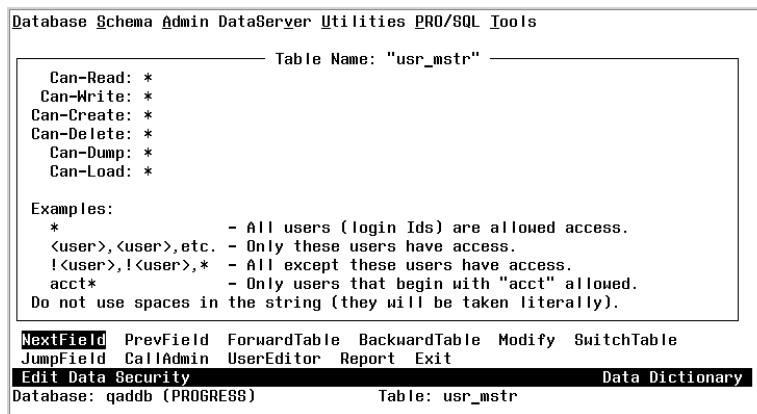 Database Schema Admin DataServer Utilities PRO/SQL Tools
Table Name: "usr_mstr"
Can-Read: *
Can-Write: *
Can-Create: *
Can-Delete: *
Can-Dump: *
Can-Load: *
Examples:
* - All users (login Ids) are allowed access.
<user>,<user>,etc. - Only these users have access.
!<user>,!<user>,* - All except these users have access.
acct* - Only users that begin with "acct" allowed.
Do not use spaces in the string (they will be taken literally).
NextField PrevField ForwardTable BackwardTable Modify SwitchTable
JumpField CallAdmin UserEditor Report Exit
Edit Data Security Data Dictionary
Database: qaddb (PROGRESS) Table: usr_mstr